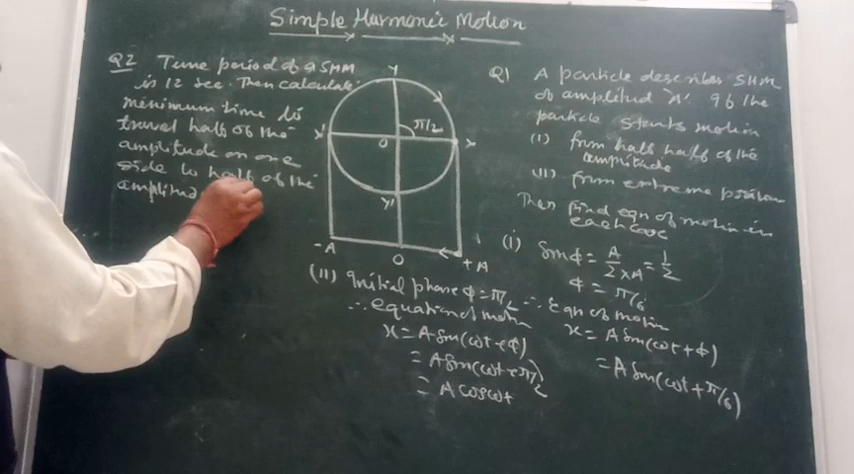 Simple Harmonic Motion
Q2 Time period of a SHM
is 12 sec. Then calculate
minimum time to
travel half of the
amplitude on one
side to half of the
amplitud
Y
X'
O
π/2
X
Y'
-A
O
+A
Q1 A particle describes SHM
of amplitud 'A'. If the
particle starts motion
(I) from half half of the
amplitude
(II) from extreme position
Then find eqn of motion in
each case
(i) Sinϕ = A/2×A = 1/2
ϕ = π/6
∴ Eqn of motion
x = A Sin(ωt+ϕ)
= A Sin(ωt + π/6)
(II) Initial phase ϕ = π/2
∴ equation of motion
x = A Sin(ωt+ϕ)
= A Sin(ωt+π/2)
= A cosωt